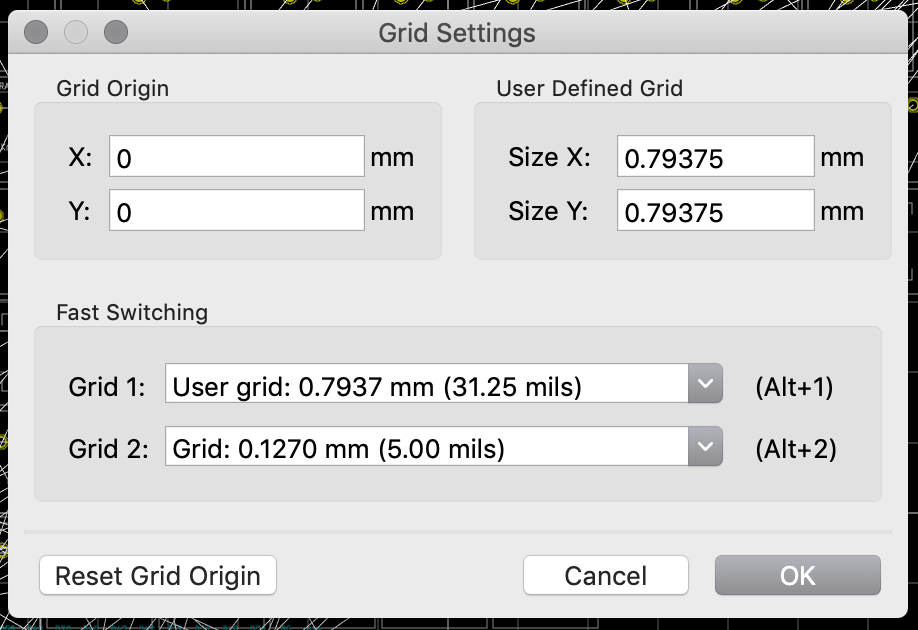 Grid Settings
Grid Origin
User Defined Grid
X: 0 mm
Size X: 0.79375 mm
Y: 0 mm
Size Y: 0.79375 mm
Fast Switching
Grid 1: User grid: 0.7937 mm (31.25 mils) (Alt+1)
Grid 2: Grid: 0.1270 mm (5.00 mils) (Alt+2)
Reset Grid Origin
Cancel
OK